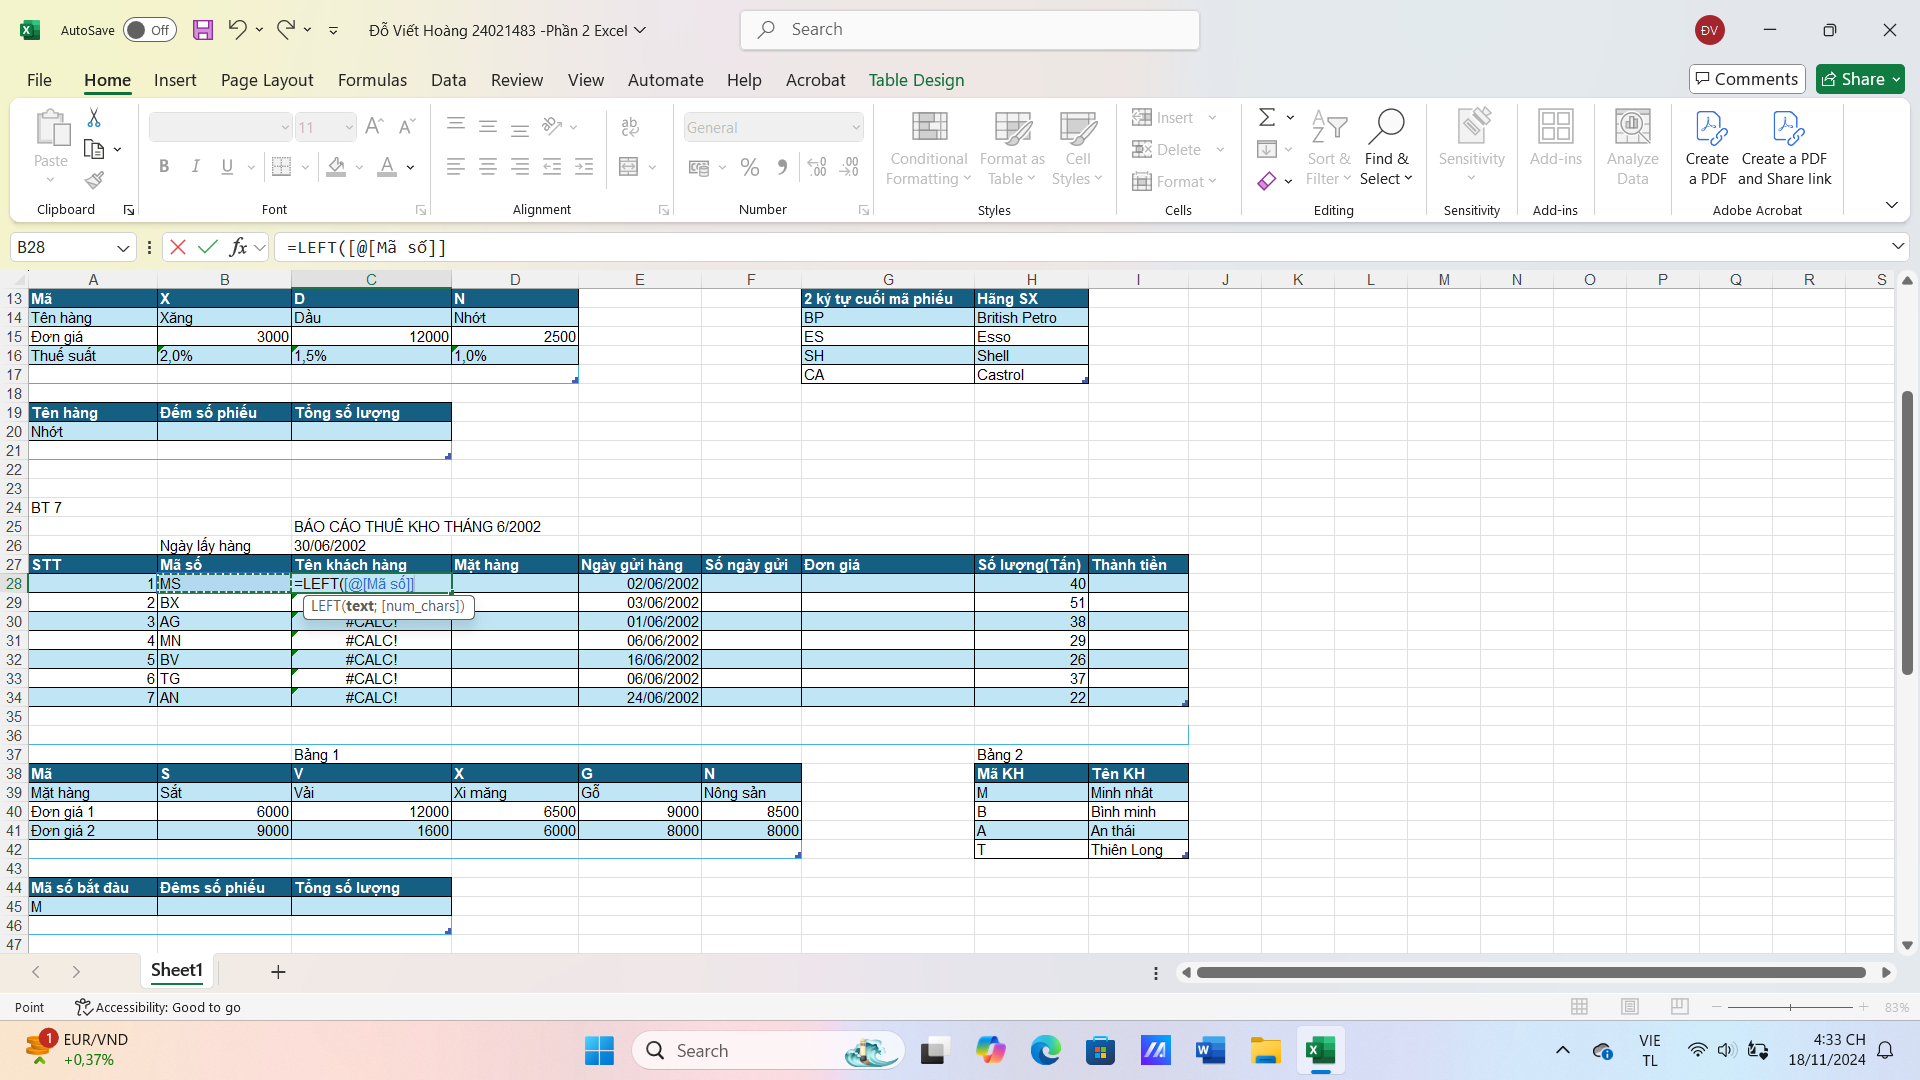 AutoSave Off Đỗ Viết Hoàng 24021483 -Phần 2 Excel Search ĐV
File Home Insert Page Layout Formulas Data Review View Automate Help Acrobat Table Design Comments Share
Paste
11
B I U A
ab
General
% 9
Conditional Formatting
Format as Table
Cell Styles
Insert
Delete
Format
Sort & Filter
Find & Select
Sensitivity
Add-ins
Analyze Data
Create a PDF
Create a PDF and Share link
Clipboard Font Alignment Number Styles Cells Editing Sensitivity Add-ins Adobe Acrobat
B28 fx =LEFT([@[Mã số]]
A B C D E F G H I J K L M N O P Q R S
13 Mã X D N 2 ký tự cuối mã phiếu Hãng SX
14 Tên hàng Xăng Dầu Nhớt BP British Petro
15 Đơn giá 3000 12000 2500 ES Esso
16 Thuế suất 2,0% 1,5% 1,0% SH Shell
17 CA Castrol
18
19 Tên hàng Đếm số phiếu Tổng số lượng
20 Nhớt
21
22
23
24 BT 7
25 BÁO CÁO THUÊ KHO THÁNG 6/2002
26 Ngày lấy hàng 30/06/2002
27 STT Mã số Tên khách hàng Mặt hàng Ngày gửi hàng Số ngày gửi Đơn giá Số lượng(Tấn) Thành tiền
28 1 MS =LEFT([@[Mã số]] 02/06/2002 40
29 2 BX LEFT(text; [num_chars]) 03/06/2002 51
30 3 AG #CALC! 01/06/2002 38
31 4 MN #CALC! 06/06/2002 29
32 5 BV #CALC! 16/06/2002 26
33 6 TG #CALC! 06/06/2002 37
34 7 AN #CALC! 24/06/2002 22
35
36
37 Bảng 1 Bảng 2
38 Mã S V X G N Mã KH Tên KH
39 Mặt hàng Sắt Vải Xi măng Gỗ Nông sản M Minh nhât
40 Đơn giá 1 6000 12000 6500 9000 8500 B Bình minh
41 Đơn giá 2 9000 1600 6000 8000 8000 A An thái
42 T Thiên Long
43
44 Mã số bắt đàu Đêms số phiếu Tổng số lượng
45 M
46
47
Sheet1
Point Accessibility: Good to go 83%
1 EUR/VND +0,37%
Search
VIE TL
4:33 CH
18/11/2024